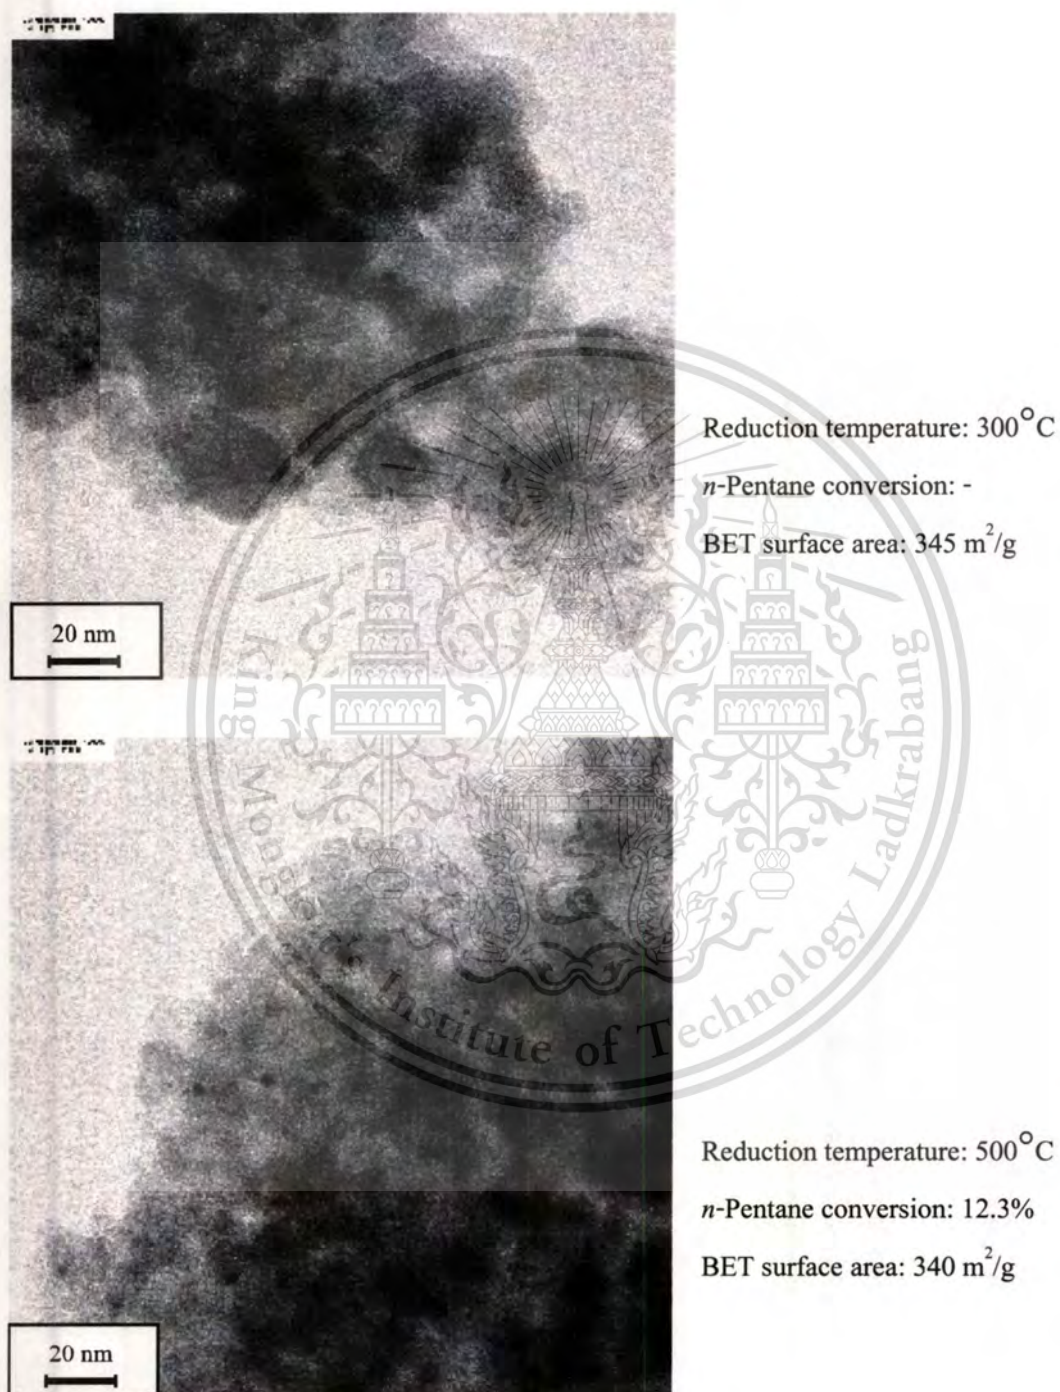 Reduction temperature: 300°C
n-Pentane conversion: -
BET surface area: 345 m²/g
20 nm
King Mongkut's Institute of Technology Ladkrabang
Reduction temperature: 500°C
n-Pentane conversion: 12.3%
BET surface area: 340 m²/g
20 nm